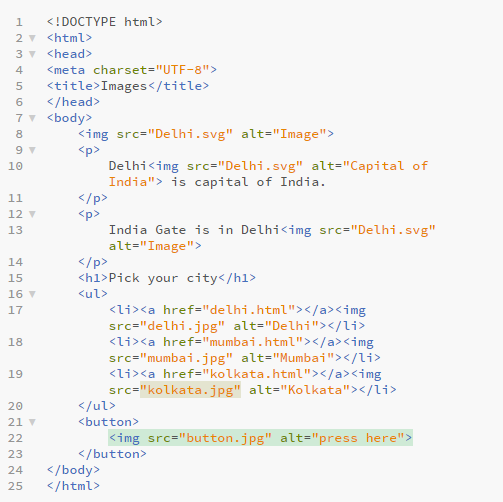 1 <!DOCTYPE html>
2 <html>
3 <head>
4 <meta charset="UTF-8">
5 <title>Images</title>
6 </head>
7 <body>
8 <img src="Delhi.svg" alt="Image">
9 <p>
10 Delhi<img src="Delhi.svg" alt="Capital of
India"> is capital of India.
11 </p>
12 <p>
13 India Gate is in Delhi<img src="Delhi.svg"
alt="Image">
14 </p>
15 <h1>Pick your city</h1>
16 <ul>
17 <li><a href="delhi.html"></a><img
src="delhi.jpg" alt="Delhi"></li>
18 <li><a href="mumbai.html"></a><img
src="mumbai.jpg" alt="Mumbai"></li>
19 <li><a href="kolkata.html"></a><img
src="kolkata.jpg" alt="Kolkata"></li>
20 </ul>
21 <button>
22 <img src="button.jpg" alt="press here">
23 </button>
24 </body>
25 </html>